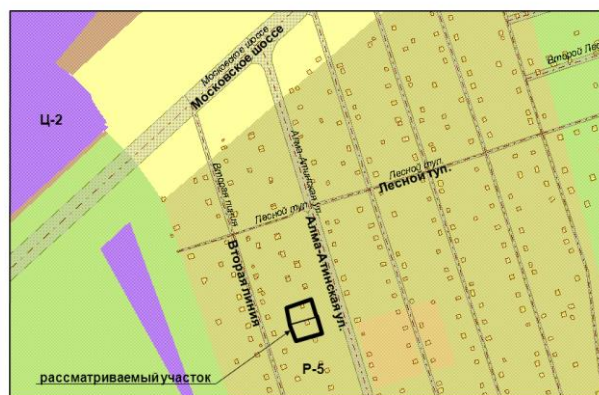 Московское шоссе
Московское шоссе
Второй Лес
Ц-2
Лесной туп.
Лесной туп.
Алма-Атинская ул.
Вторая линия
Лесной туп.
Вторая линия
Алма-Атинская ул.
рассматриваемый участок
Р-5